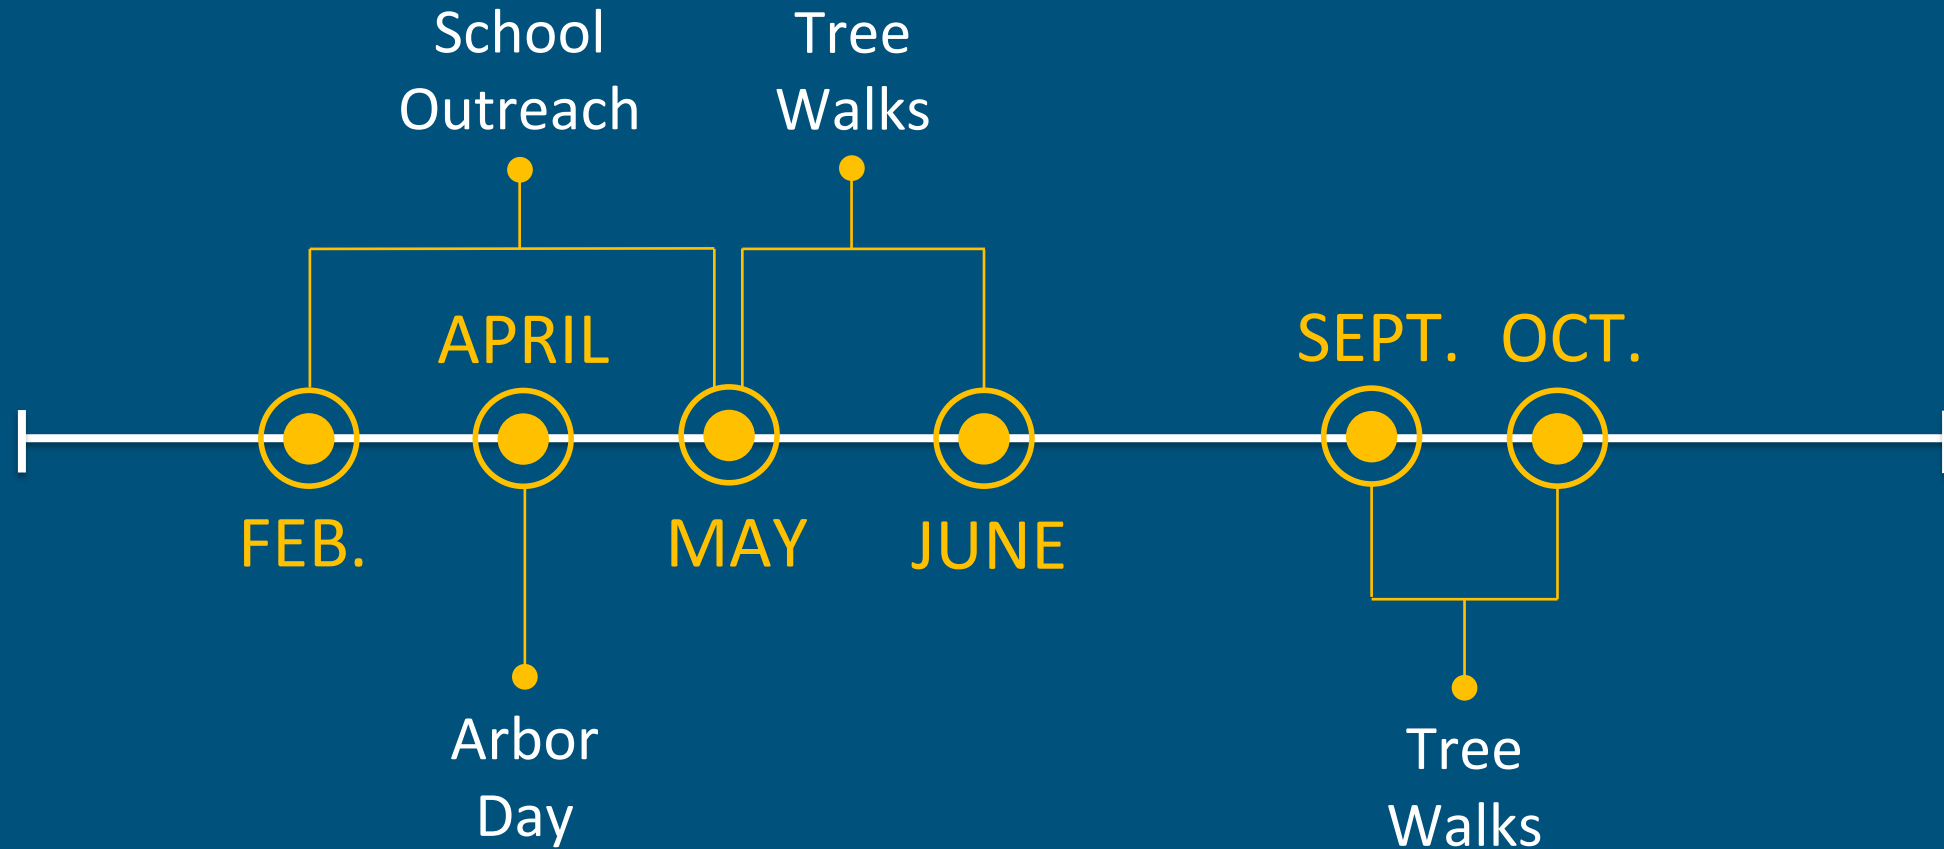 School
Outreach
Tree
Walks
APRIL
SEPT.
OCT.
FEB.
MAY
JUNE
Arbor
Day
Tree
Walks